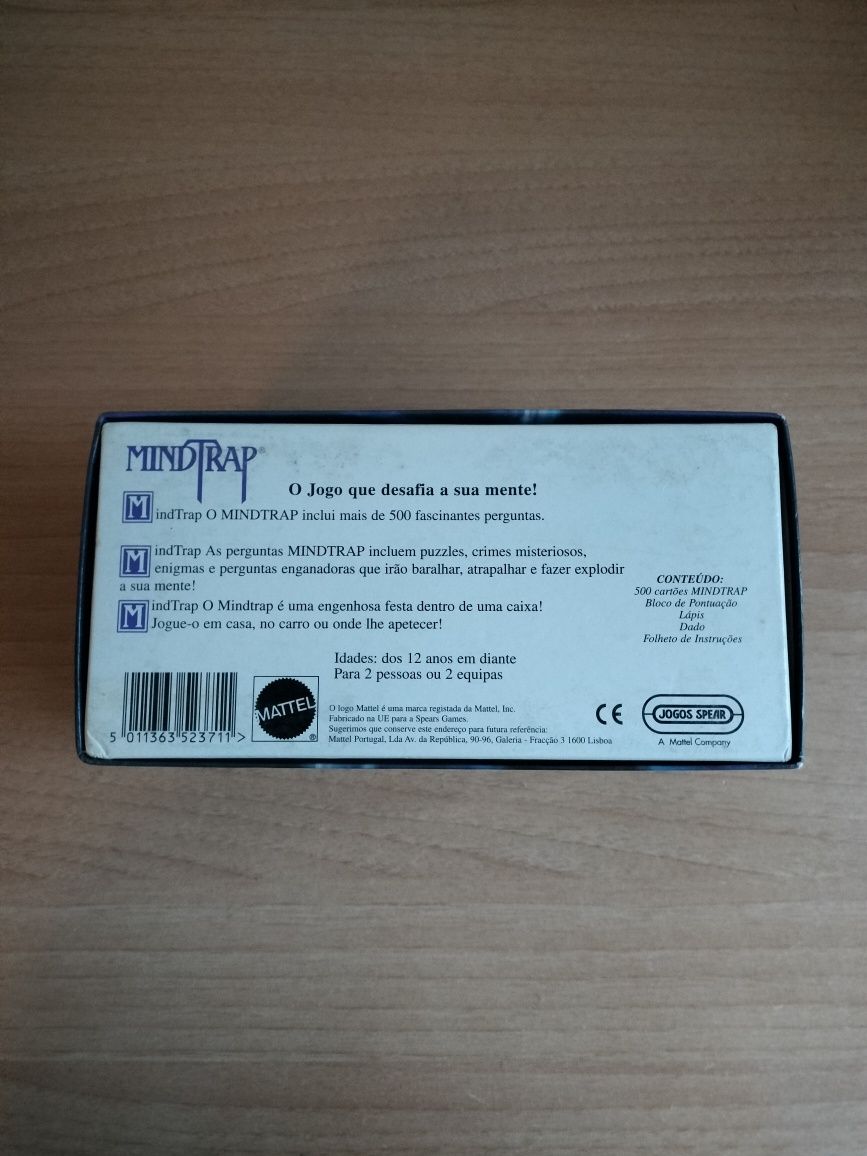 MINDTRAP®
O Jogo que desafia a sua mente!
MindTrap O MINDTRAP inclui mais de 500 fascinantes perguntas.
MindTrap As perguntas MINDTRAP incluem puzzles, crimes misteriosos,
enigmas e perguntas enganadoras que irão baralhar, atrapalhar e fazer explodir
a sua mente!
MindTrap O Mindtrap é uma engenhosa festa dentro de uma caixa!
Jogue-o em casa, no carro ou onde lhe apetecer!
CONTEÚDO:
500 cartões MINDTRAP
Bloco de Pontuação
Lápis
Dado
Folheto de Instruções
Idades: dos 12 anos em diante
Para 2 pessoas ou 2 equipas
5 011363 523711 >
MATTEL
®
O logo Mattel é uma marca registada da Mattel, Inc.
Fabricado na UE para a Spears Games.
Sugerimos que conserve este endereço para futura referência:
Mattel Portugal, Lda Av. da República, 90-96, Galeria - Fracção 3 1600 Lisboa
CE
JOGOS SPEAR
A Mattel Company